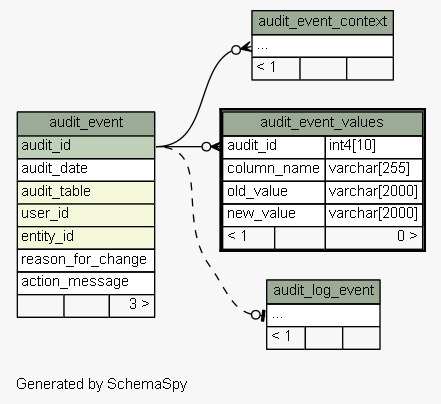 audit_event_context
...
< 1
audit_event
audit_id
audit_date
audit_table
user_id
entity_id
reason_for_change
action_message
3 >
audit_event_values
audit_id int4[10]
column_name varchar[255]
old_value varchar[2000]
new_value varchar[2000]
< 1 0 >
audit_log_event
...
< 1
Generated by SchemaSpy